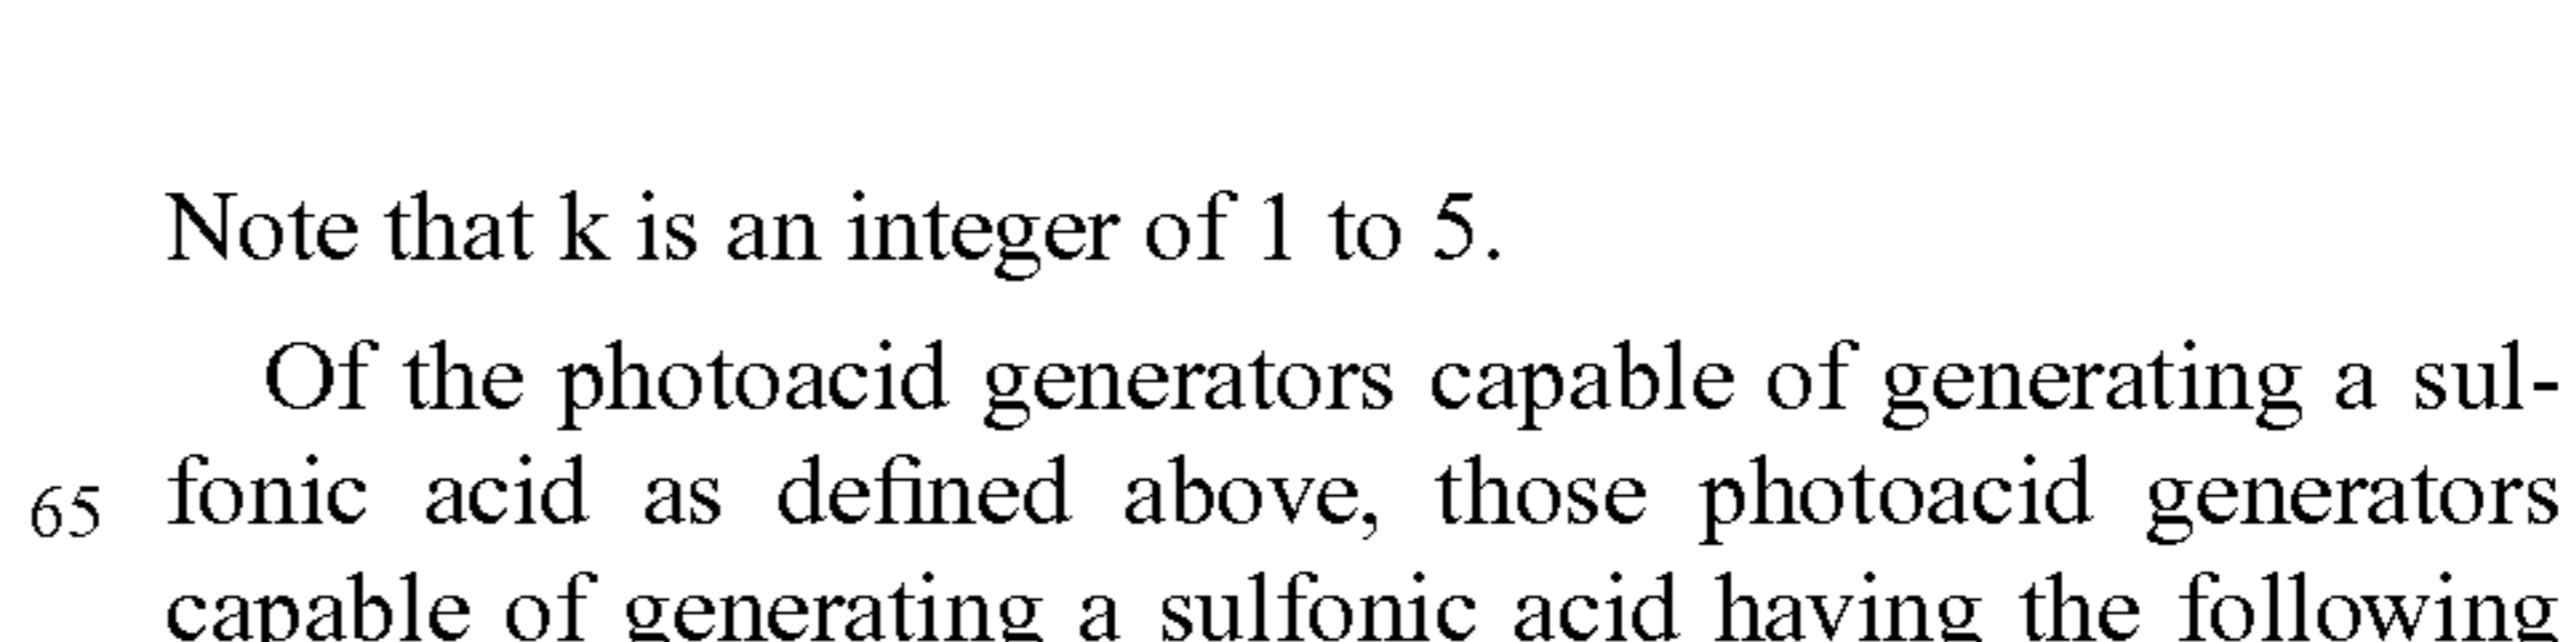 Note that k is an integer of 1 to 5.
Of the photoacid generators capable of generating a sul-
65 fonic acid as defined above, those photoacid generators
capable of generating a sulfonic acid having the following